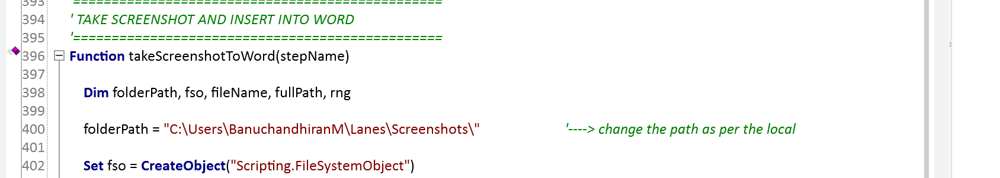 393 '================================================
394 ' TAKE SCREENSHOT AND INSERT INTO WORD
395 '================================================
396 Function takeScreenshotToWord(stepName)
397
398 Dim folderPath, fso, fileName, fullPath, rng
399
400 folderPath = "C:\Users\BanuchandhiranM\Lanes\Screenshots\" '----> change the path as per the local
401
402 Set fso = CreateObject("Scripting.FileSystemObject")